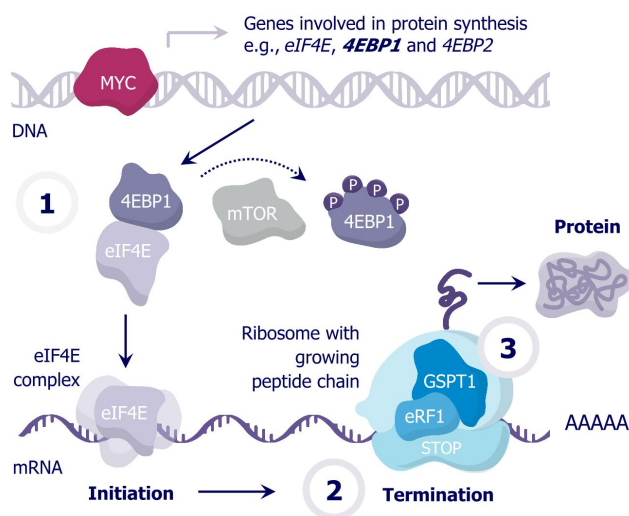 Genes involved in protein synthesis
e.g., eIF4E, 4EBP1 and 4EBP2
MYC
DNA
1
4EBP1
eIF4E
mTOR
P
P
P
P
4EBP1
Protein
eIF4E
complex
eIF4E
Ribosome with
growing
peptide chain
3
GSPT1
eRF1
STOP
AAAAA
mRNA
Initiation
2
Termination